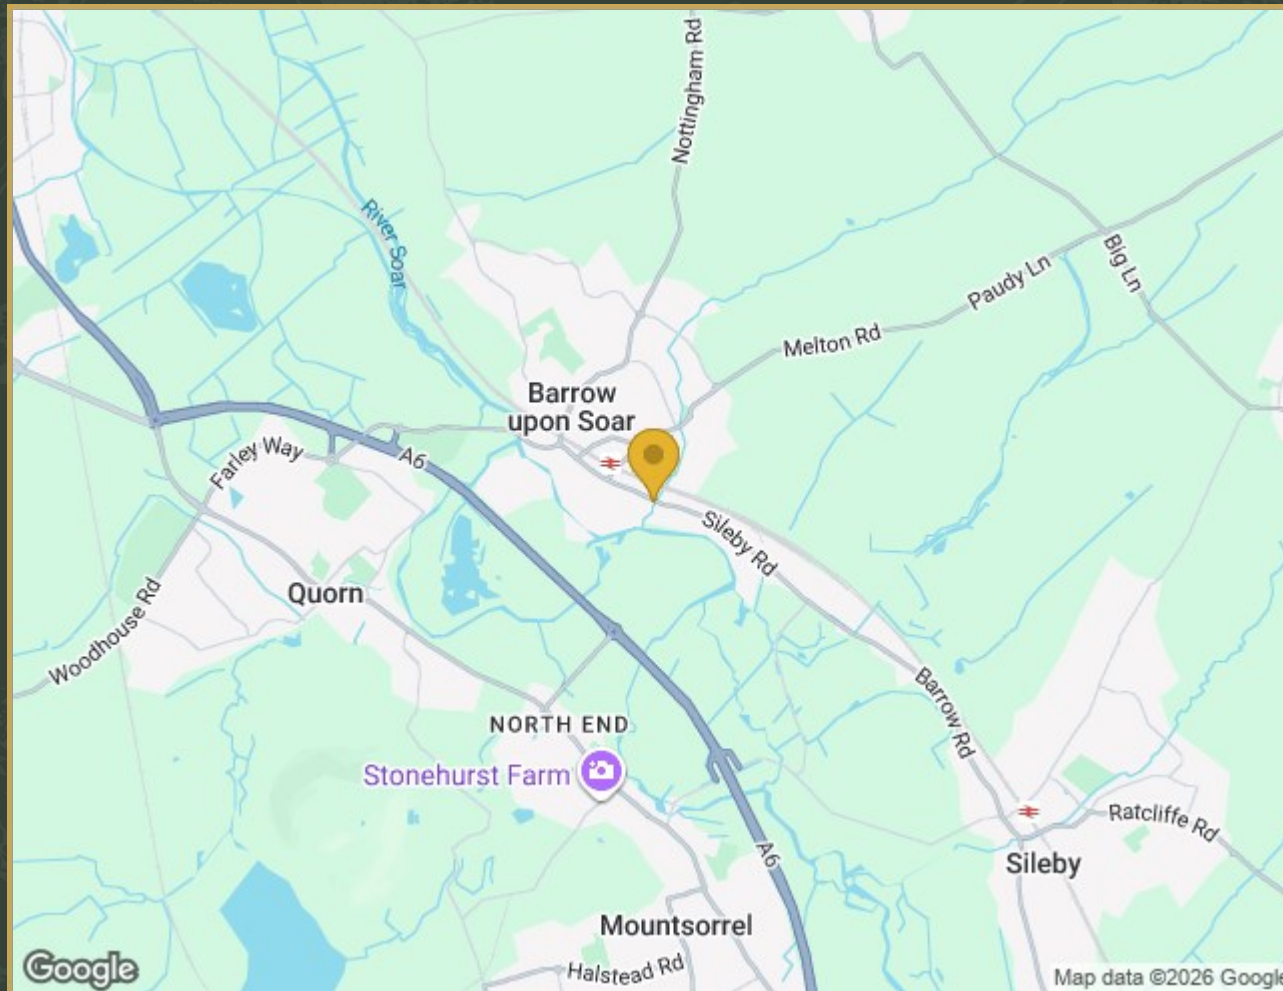 Nottingham Rd
River Soar
Big Ln
Paudy Ln
Melton Rd
Barrow
upon Soar
Farley Way
A6
Sileby Rd
Quorn
Woodhouse Rd
NORTH END
Barrow Rd
Stonehurst Farm
Ratcliffe Rd
A6
Sileby
Mountsorrel
Halstead Rd
Google
Map data ©2026 Google